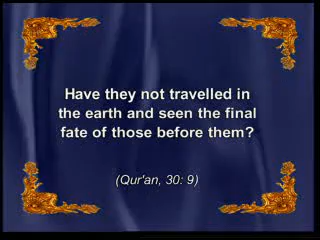 Have they not travelled in
the earth and seen the final
fate of those before them?
(Qur'an, 30: 9)